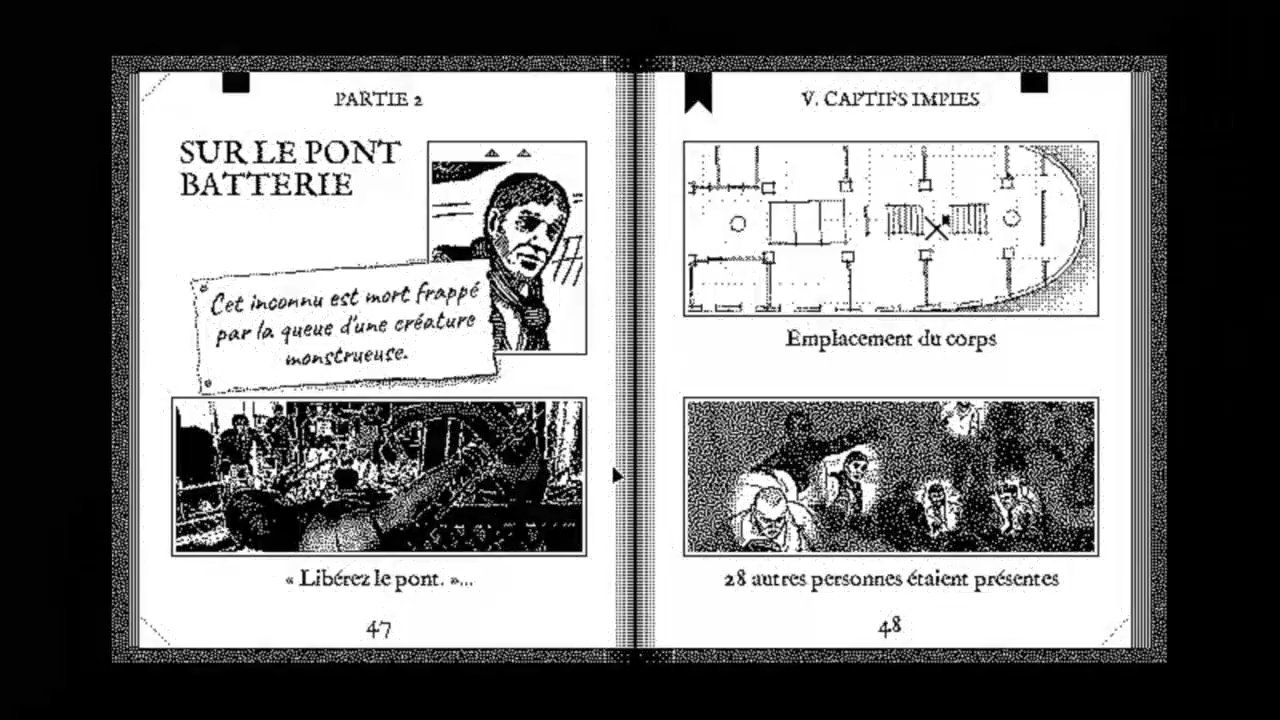 PARTIE 2
SUR LE PONT
BATTERIE
Cet inconnu est mort frappé
par la queue d'une créature
monstrueuse.
« Libérez le pont. »...
47
V. CAPTIFS IMPIES
Emplacement du corps
28 autres personnes étaient présentes
48